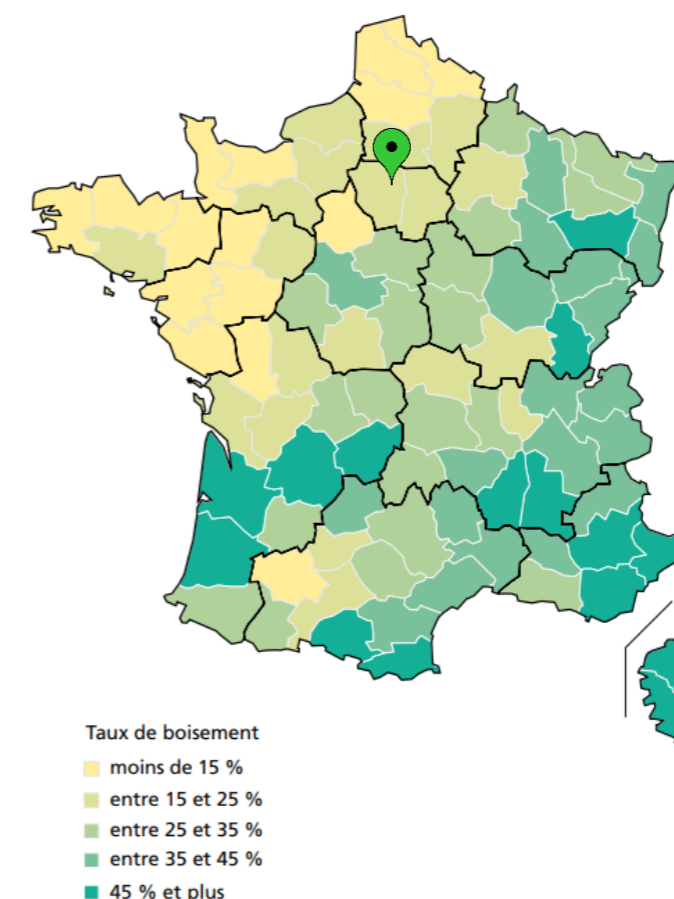 Taux de boisement
moins de 15 %
entre 15 et 25 %
entre 25 et 35 %
entre 35 et 45 %
45 % et plus